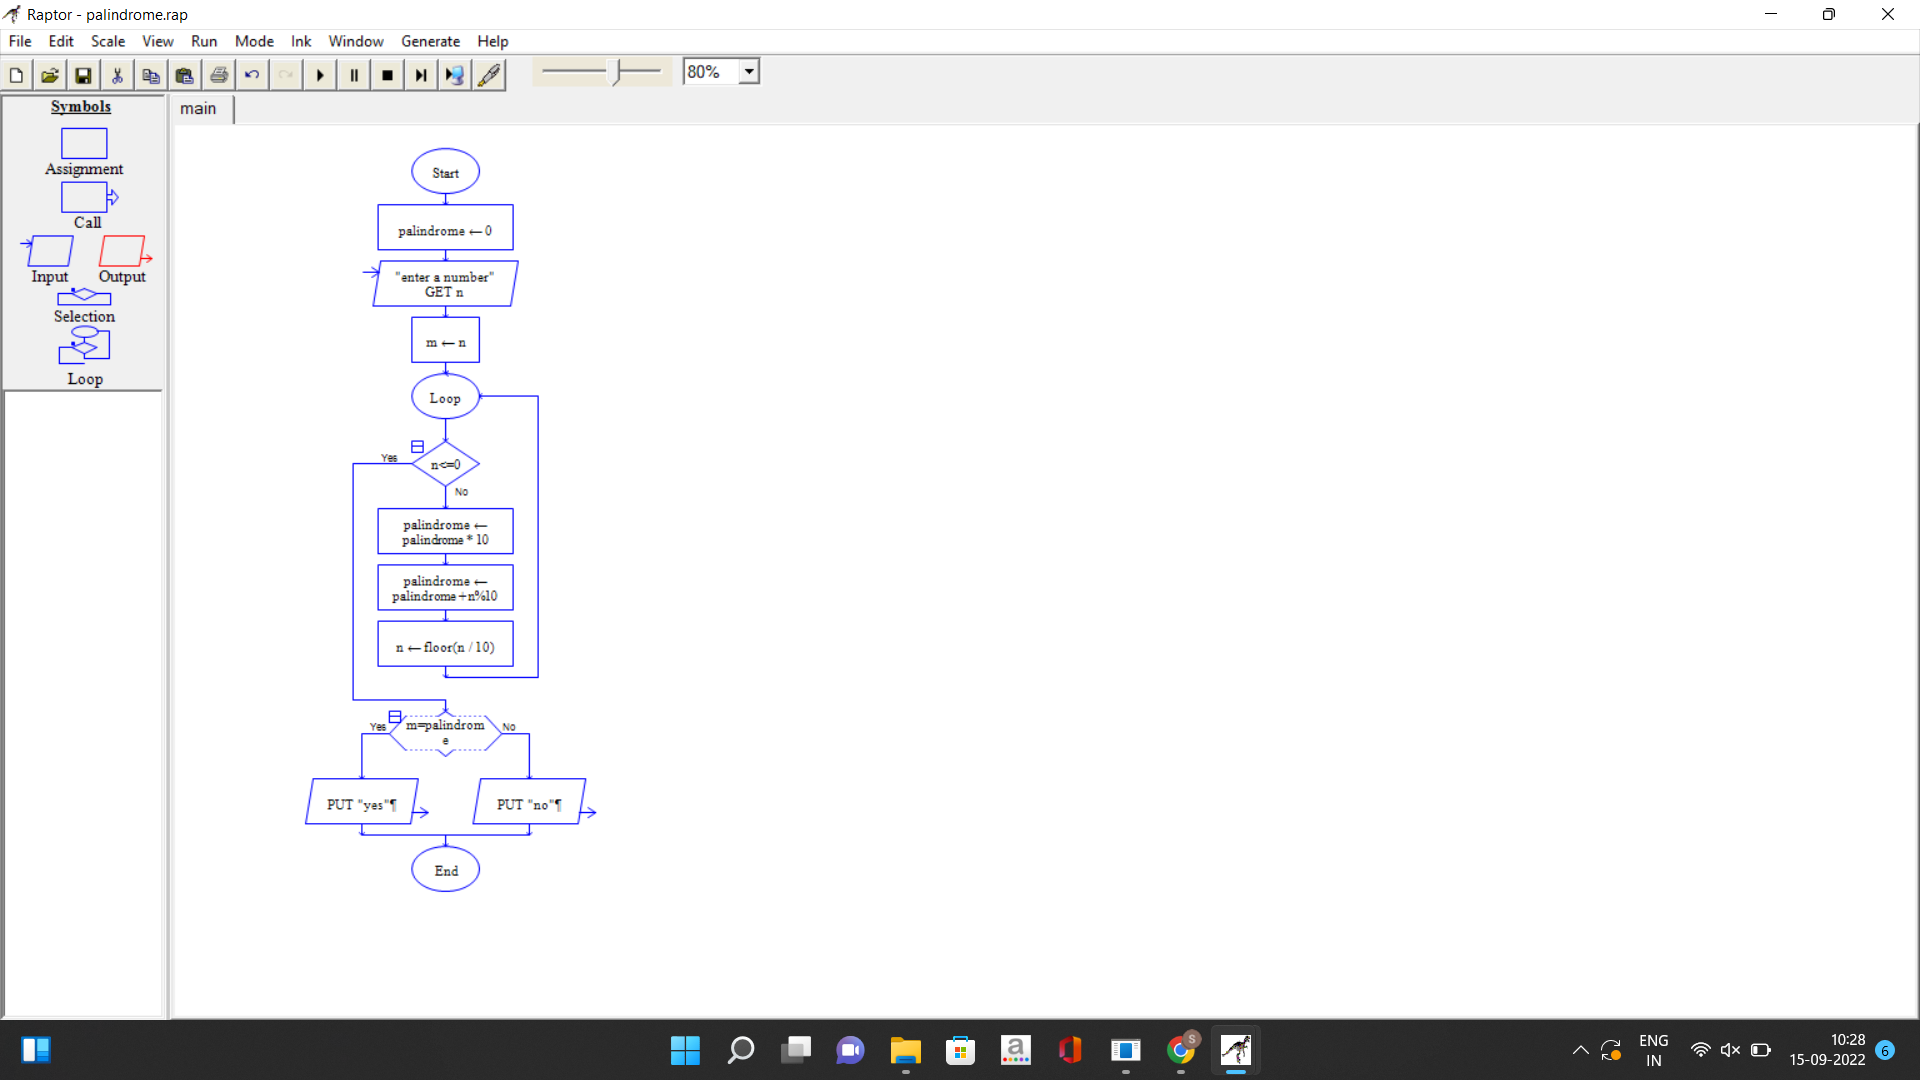 Raptor - palindrome.rap
File Edit Scale View Run Mode Ink Window Generate Help
80%
Symbols
Assignment
Call
Input Output
Selection
Loop
main
Start
palindrome ← 0
"enter a number"
GET n
m ← n
Loop
Yes
n<=0
No
palindrome ←
palindrome * 10
palindrome ←
palindrome+n%10
n ← floor(n / 10)
Yes
m=palindrom
e
No
PUT "yes"¶
PUT "no"¶
End
a
S
ENG
IN
10:28
15-09-2022
6